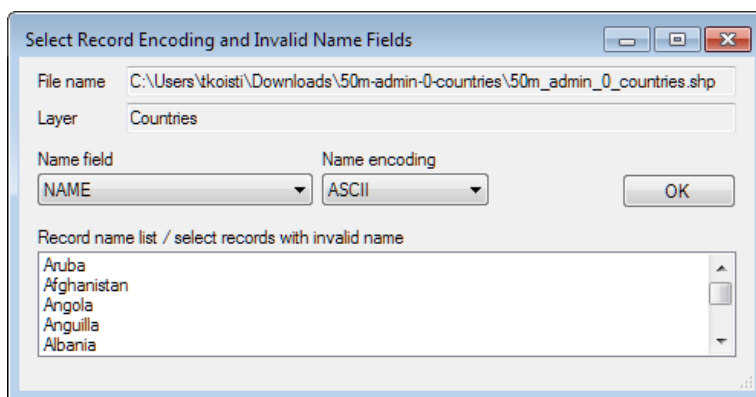 Select Record Encoding and Invalid Name Fields
File name C:\Users\tkoisti\Downloads\50m-admin-0-countries\50m_admin_0_countries.shp
Layer Countries
Name field Name encoding
NAME ASCII OK
Record name list / select records with invalid name
Aruba
Afghanistan
Angola
Anguilla
Albania